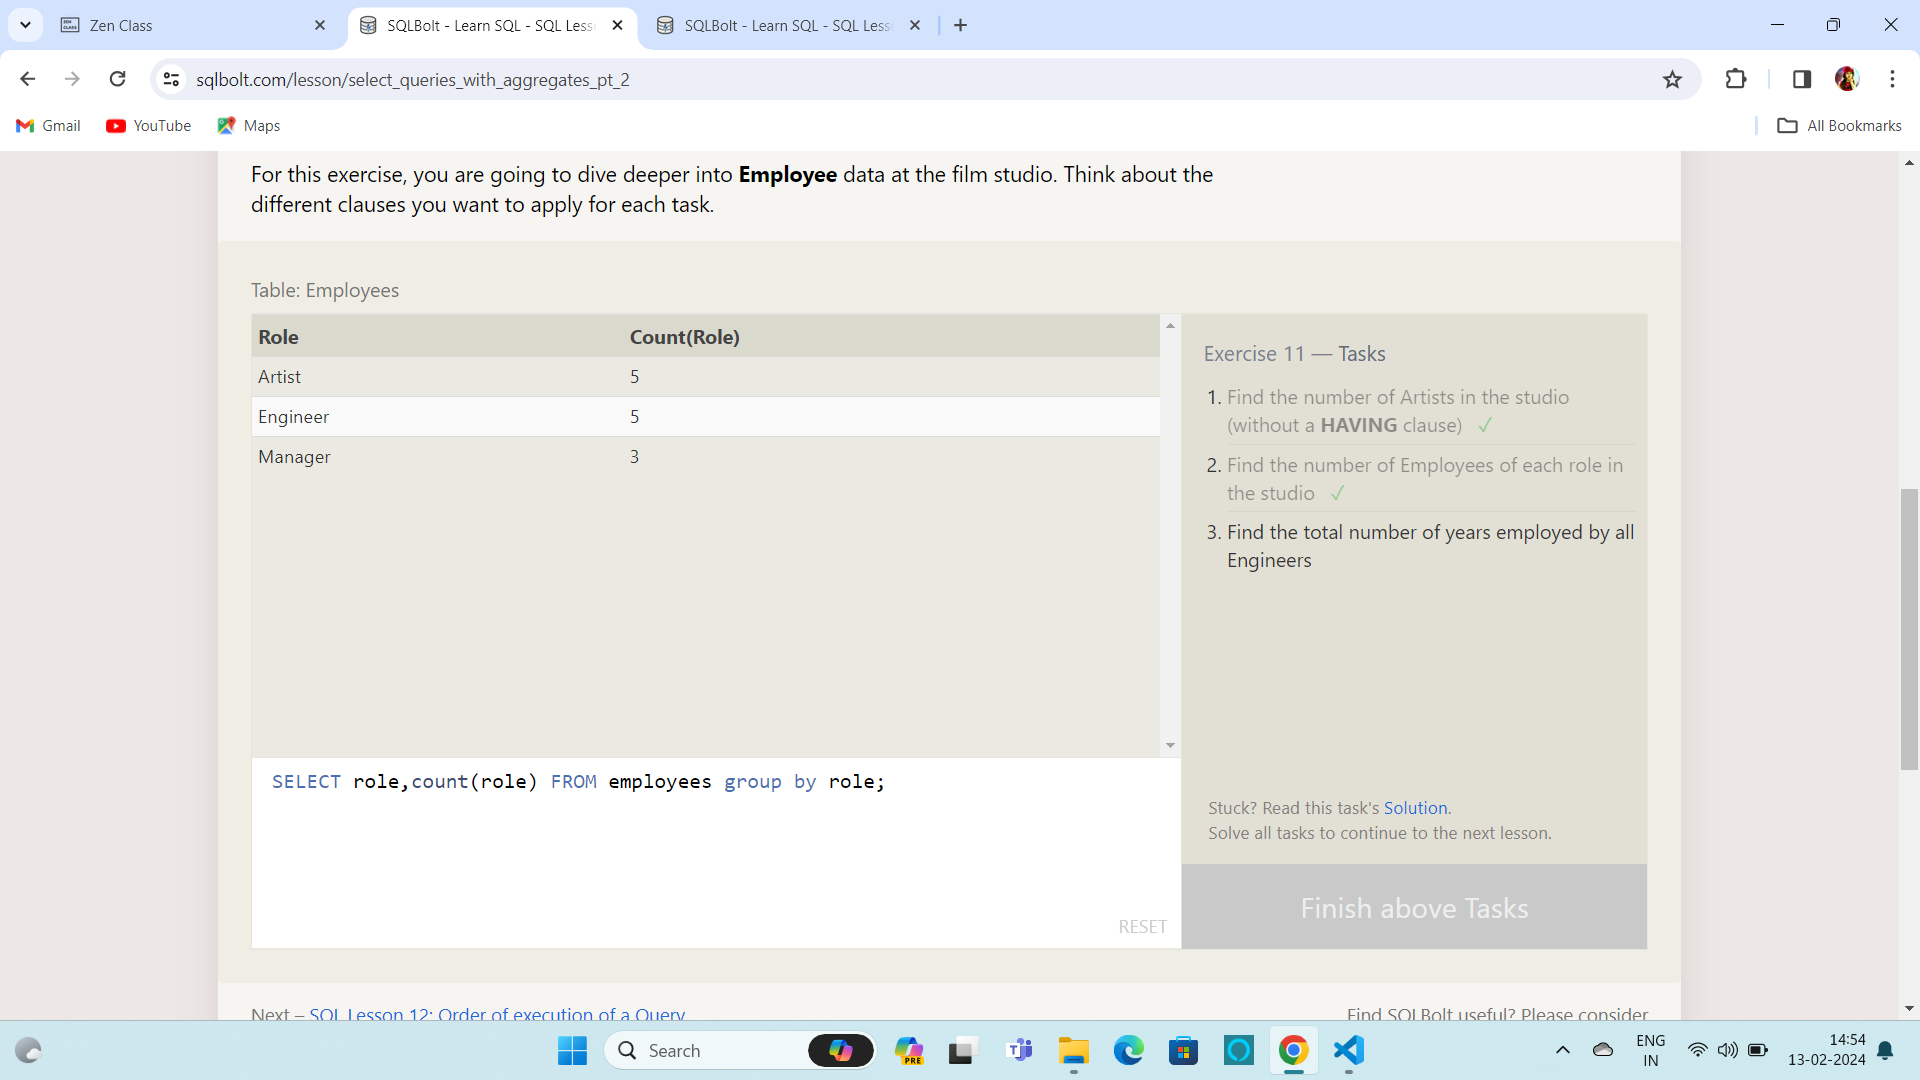 Zen Class
SQLBolt - Learn SQL - SQL Less
SQLBolt - Learn SQL - SQL Less
sqlbolt.com/lesson/select_queries_with_aggregates_pt_2
Gmail
YouTube
Maps
All Bookmarks
For this exercise, you are going to dive deeper into Employee data at the film studio. Think about the
different clauses you want to apply for each task.
Table: Employees
Role Count(Role)
Artist 5
Engineer 5
Manager 3
Exercise 11 — Tasks
1. Find the number of Artists in the studio
(without a HAVING clause) ✓
2. Find the number of Employees of each role in
the studio ✓
3. Find the total number of years employed by all
Engineers
SELECT role,count(role) FROM employees group by role;
RESET
Stuck? Read this task's Solution.
Solve all tasks to continue to the next lesson.
Finish above Tasks
Next – SQL Lesson 12: Order of execution of a Query
Find SQLBolt useful? Please consider
Search
PRE
ENG
IN
14:54
13-02-2024